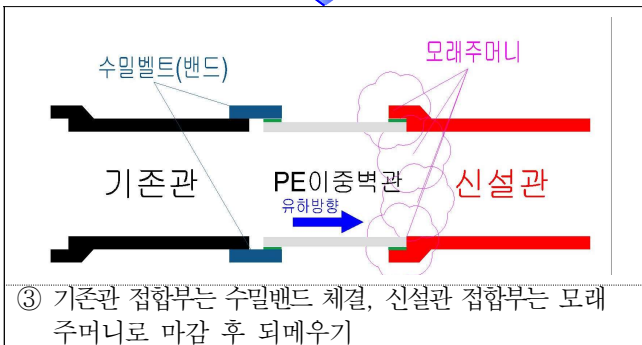 수밀벨트(밴드)
모래주머니
기존관
PE이중벽관
신설관
유하방향
③ 기존관 접합부는 수밀밴드 체결, 신설관 접합부는 모래
주머니로 마감 후 되메우기